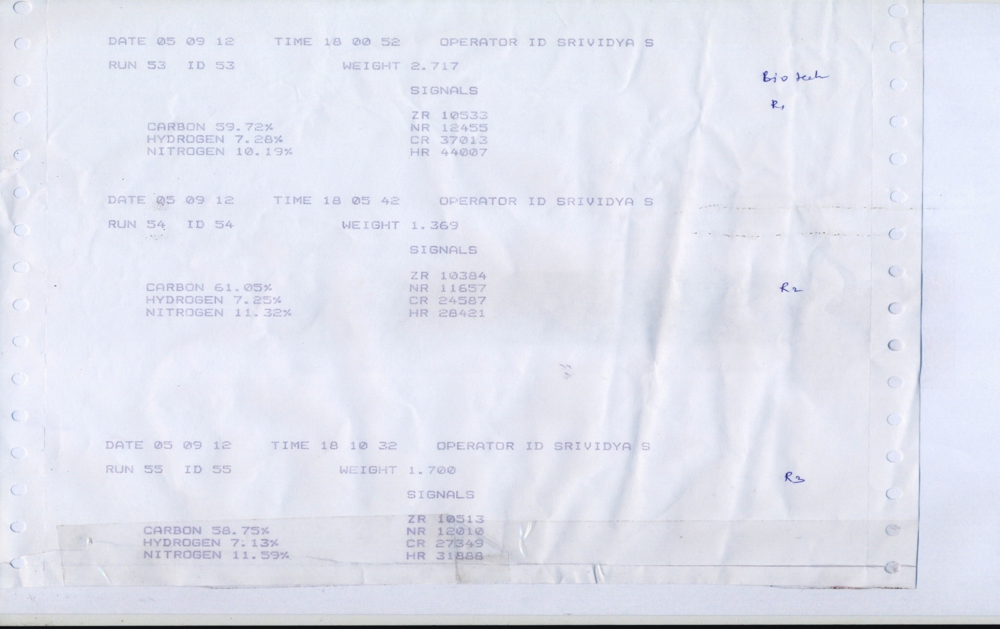 DATE 05 09 12 TIME 18 00 52 OPERATOR ID SRIVIDYA S
RUN 53 ID 53 WEIGHT 2.717
Bio tech
SIGNALS
R1
ZR 10533
CARBON 59.72% NR 12455
HYDROGEN 7.28% CR 37013
NITROGEN 10.19% HR 44007
DATE 05 09 12 TIME 18 05 42 OPERATOR ID SRIVIDYA S
RUN 54 ID 54 WEIGHT 1.369
SIGNALS
ZR 10384
CARBON 61.05% NR 11657 R2
HYDROGEN 7.25% CR 24587
NITROGEN 11.32% HR 28421
DATE 05 09 12 TIME 18 10 32 OPERATOR ID SRIVIDYA S
RUN 55 ID 55 WEIGHT 1.700
R3
SIGNALS
ZR 10513
CARBON 58.75% NR 12010
HYDROGEN 7.13% CR 27349
NITROGEN 11.59% HR 31888